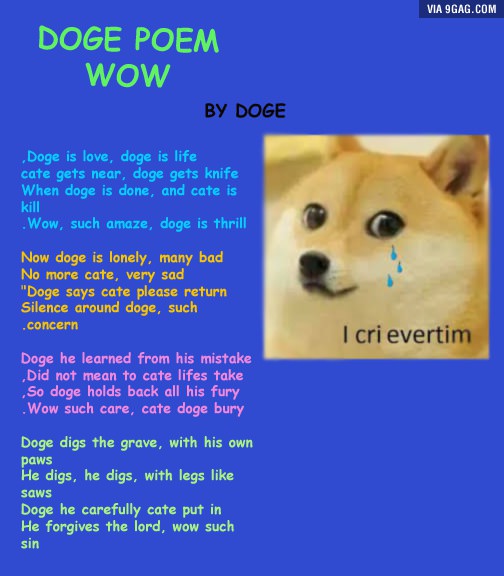 VIA 9GAG.COM
DOGE POEM
WOW
BY DOGE
,Doge is love, doge is life
cate gets near, doge gets knife
When doge is done, and cate is
kill
.Wow, such amaze, doge is thrill
Now doge is lonely, many bad
No more cate, very sad
"Doge says cate please return
Silence around doge, such
.concern
Doge he learned from his mistake
,Did not mean to cate lifes take
,So doge holds back all his fury
.Wow such care, cate doge bury
Doge digs the grave, with his own
paws
He digs, he digs, with legs like
saws
Doge he carefully cate put in
He forgives the lord, wow such
sin
I cri evertim